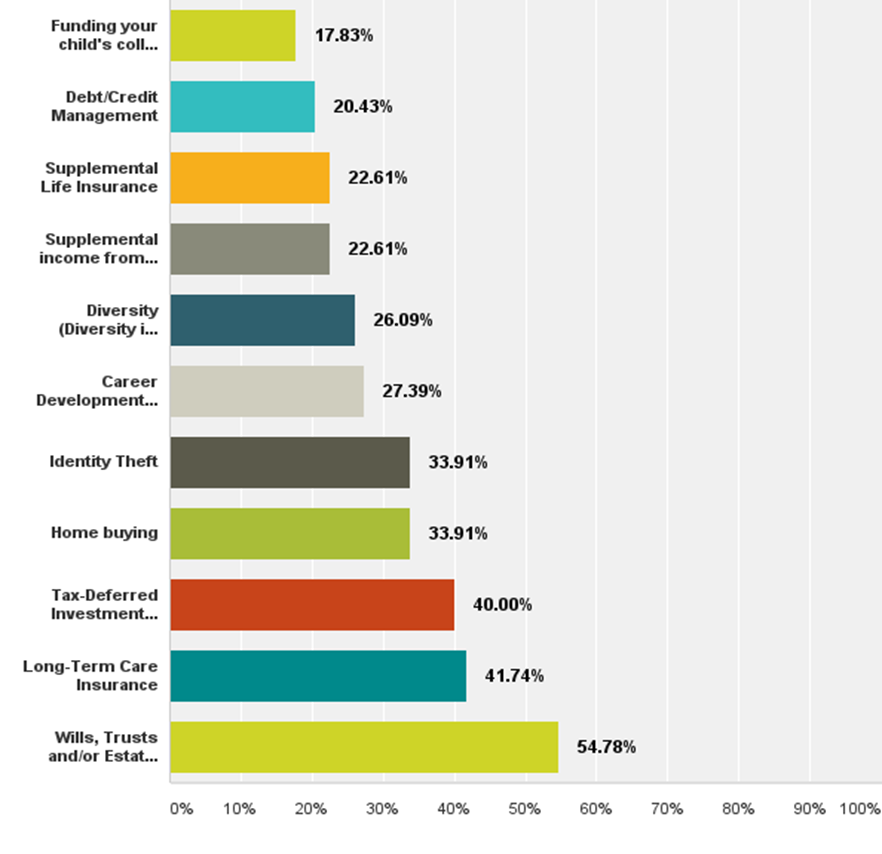 Funding your
child's coll...
17.83%
Debt/Credit
Management
20.43%
Supplemental
Life Insurance
22.61%
Supplemental
income from...
22.61%
Diversity
(Diversity i...
26.09%
Career
Development...
27.39%
Identity Theft
33.91%
Home buying
33.91%
Tax-Deferred
Investment...
40.00%
Long-Term Care
Insurance
41.74%
Wills, Trusts
and/or Estat...
54.78%
0% 10% 20% 30% 40% 50% 60% 70% 80% 90% 100%